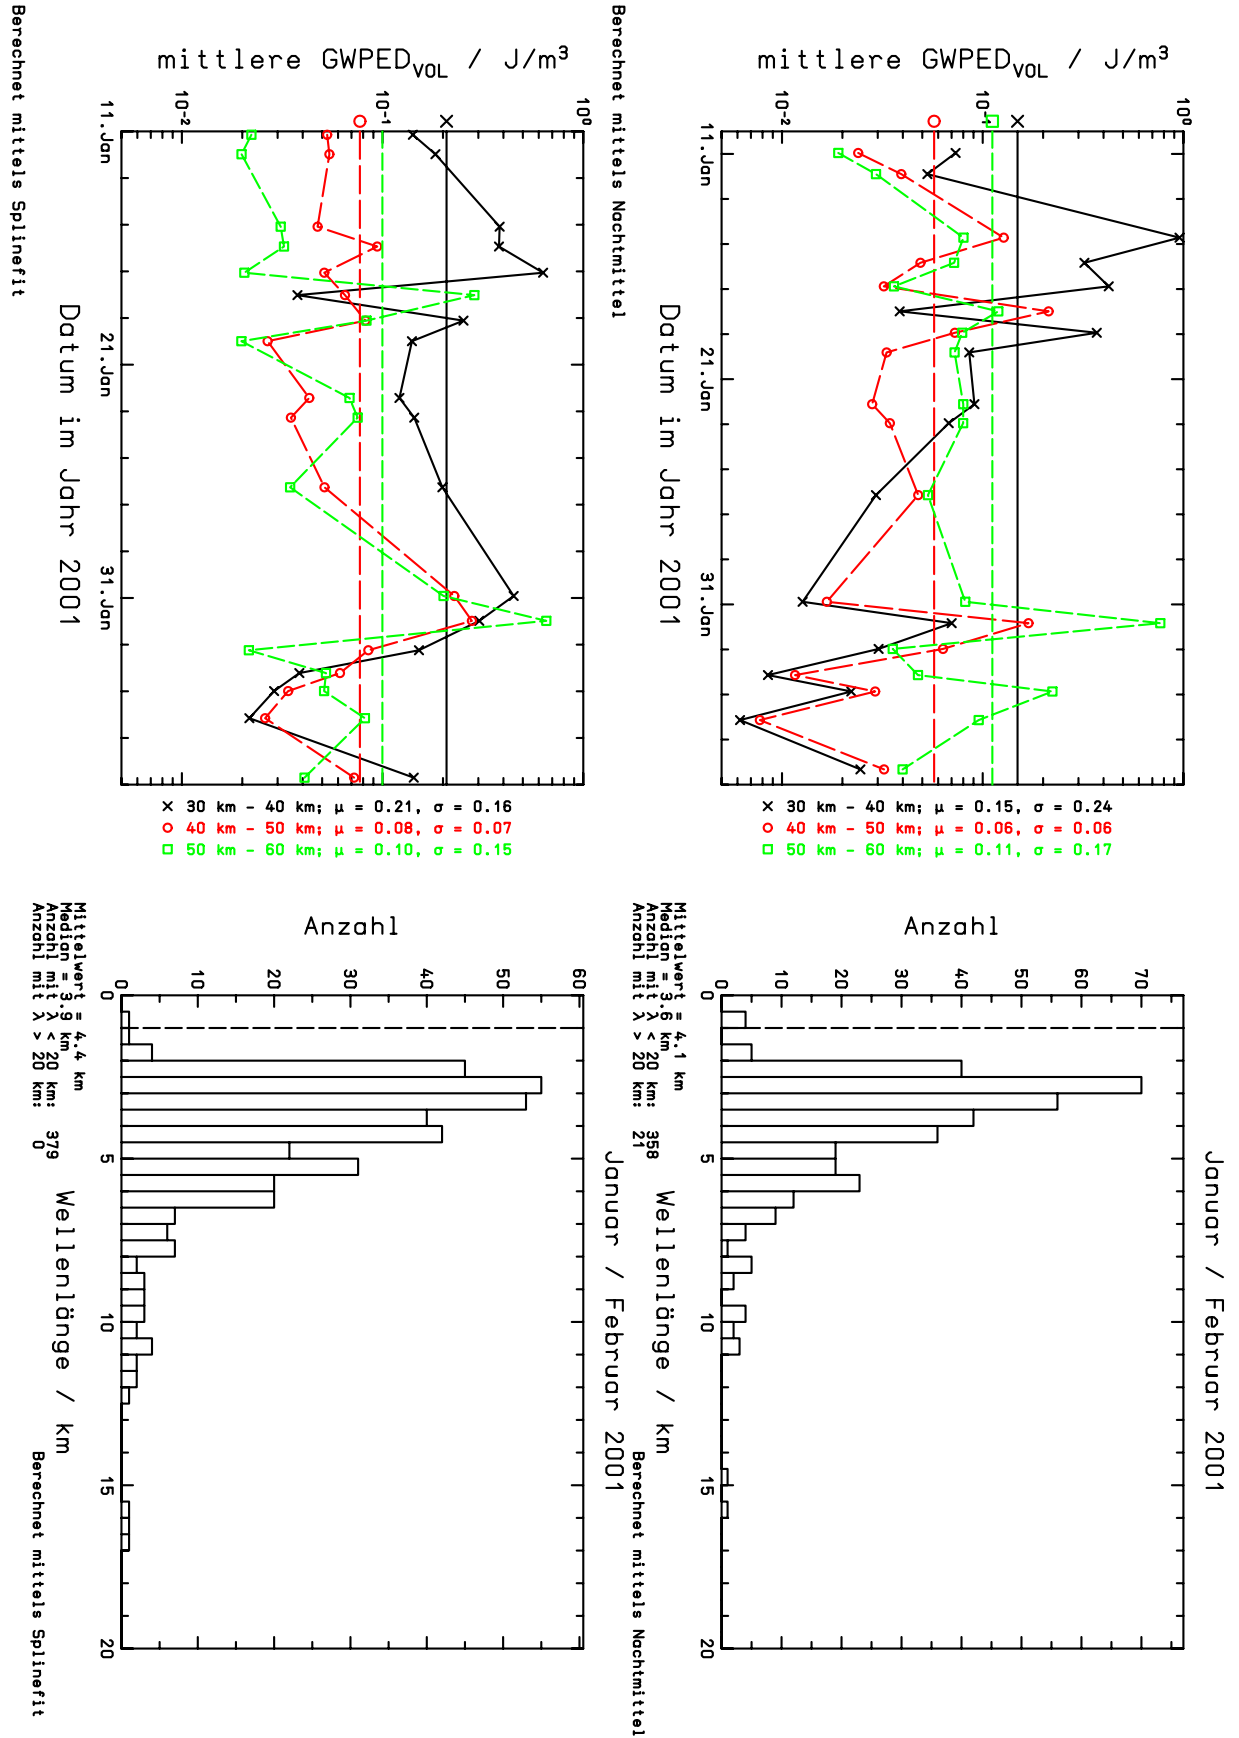 mittlere GWPEDVOL / J/m³
10⁻² 10⁻¹ 10⁰
11.Jan 21.Jan 31.Jan
Datum im Jahr 2001
× 30 km - 40 km; μ = 0.15, σ = 0.24
○ 40 km - 50 km; μ = 0.06, σ = 0.06
□ 50 km - 60 km; μ = 0.11, σ = 0.17
Berechnet mittels Nachtmittel
Januar / Februar 2001
Anzahl
0 10 20 30 40 50 60 70
0 5 10 15 20
Wellenlänge / km
Mittelwert = 4.1 km
Median = 3.6 km
Anzahl mit λ < 20 km: 358
Anzahl mit λ > 20 km: 21
Berechnet mittels Nachtmittel
mittlere GWPEDVOL / J/m³
10⁻² 10⁻¹ 10⁰
11.Jan 21.Jan 31.Jan
Datum im Jahr 2001
× 30 km - 40 km; μ = 0.21, σ = 0.16
○ 40 km - 50 km; μ = 0.08, σ = 0.07
□ 50 km - 60 km; μ = 0.10, σ = 0.15
Berechnet mittels Splinefit
Januar / Februar 2001
Anzahl
0 10 20 30 40 50 60
0 5 10 15 20
Wellenlänge / km
Mittelwert = 4.4 km
Median = 3.9 km
Anzahl mit λ < 20 km: 379
Anzahl mit λ > 20 km: 0
Berechnet mittels Splinefit